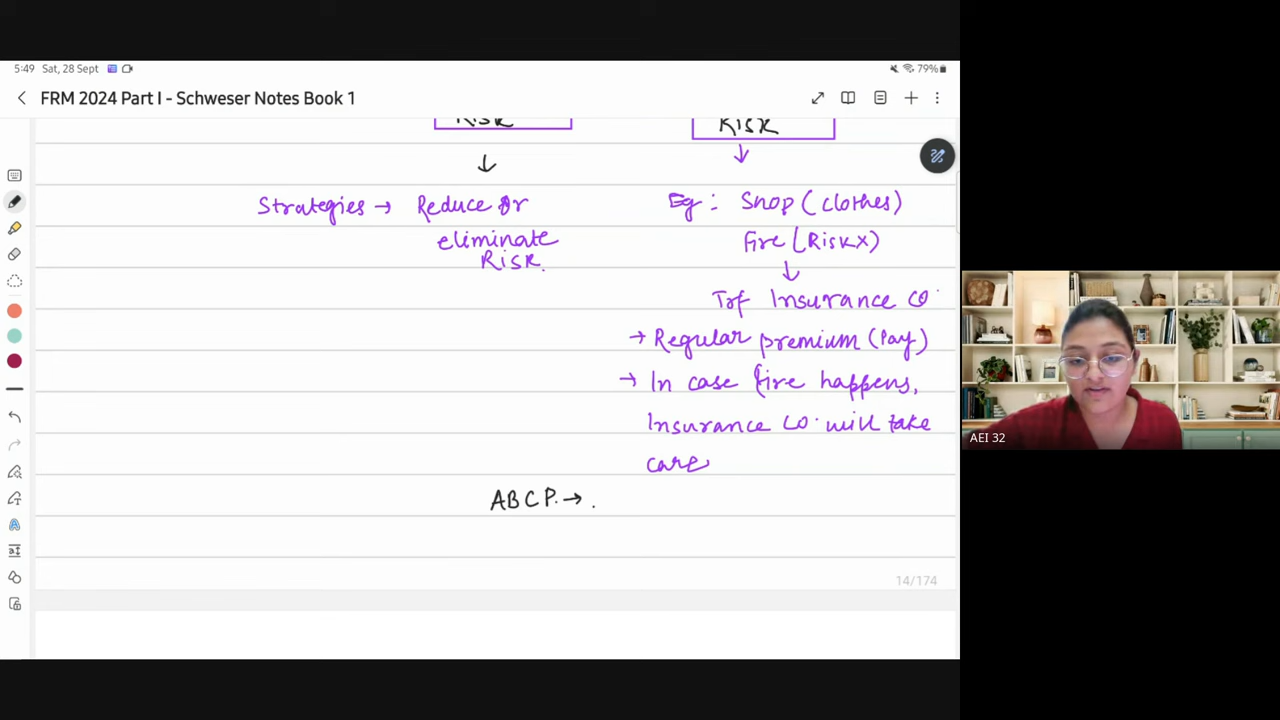 5:49 Sat, 28 Sept
79%
FRM 2024 Part I - Schweser Notes Book 1
RISK
RISK
Strategies → Reduce or
eliminate
RISK.
Eg: Shop (clothes)
Fire (Risk X)
Trf Insurance Co.
→ Regular premium (Pay)
→ In case fire happens,
Insurance Co. will take
care
ABCP. → .
14/174
AEI 32